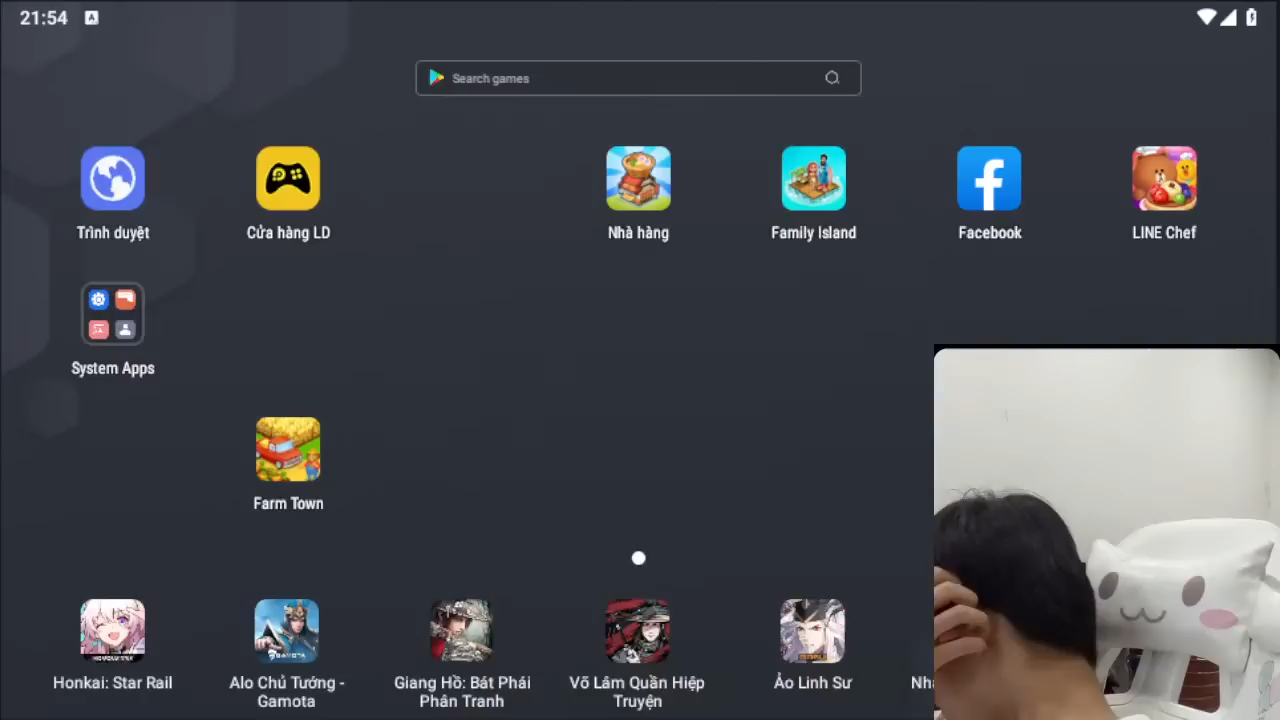 21:54
Search games
Trình duyệt
Cửa hàng LD
Nhà hàng
Family Island
Facebook
LINE Chef
System Apps
Farm Town
Honkai: Star Rail
Alo Chủ Tướng -
Gamota
Giang Hồ: Bát Phái
Phân Tranh
Võ Lâm Quần Hiệp
Truyện
Ảo Linh Sư